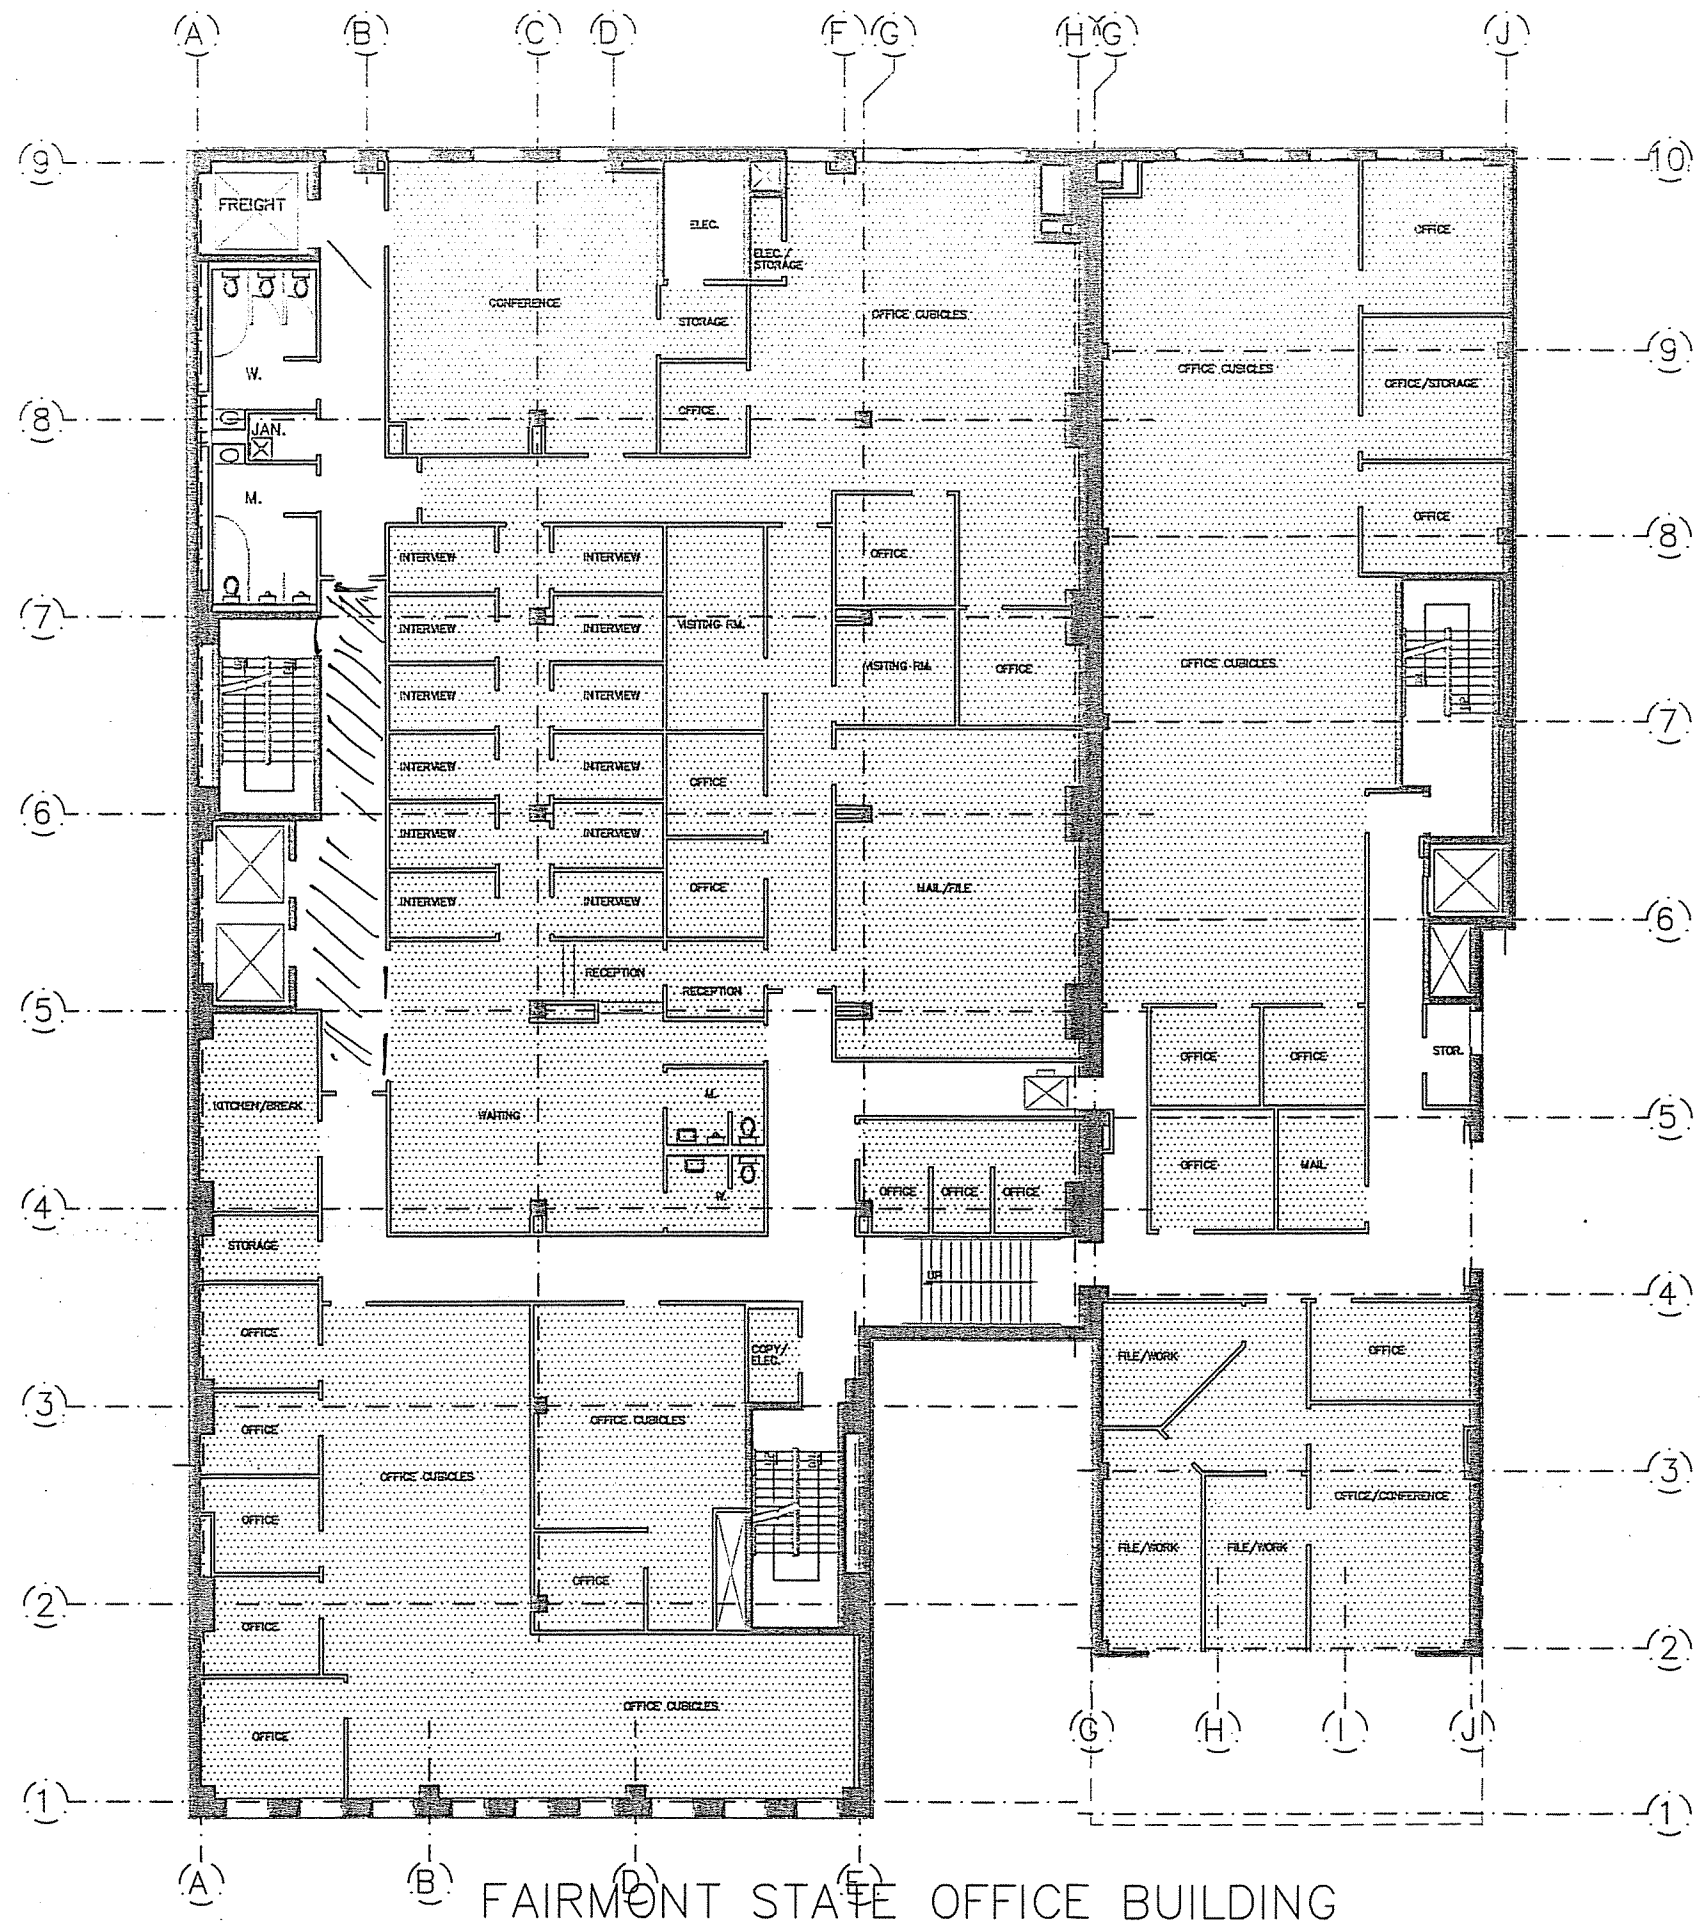 A B C D F G H G J
9 10
FREIGHT
ELEC.
OFFICE
ELEC./
STORAGE
CONFERENCE
OFFICE CUBICLES
STORAGE
9
W.
OFFICE CUBICLES
OFFICE/STORAGE
8
OFFICE
JAN.
M.
OFFICE
8
INTERVIEW INTERVIEW OFFICE
7
INTERVIEW INTERVIEW VISITING RM.
VISITING RM. OFFICE OFFICE CUBICLES
INTERVIEW INTERVIEW
DN
UP
7
INTERVIEW INTERVIEW OFFICE
6
INTERVIEW INTERVIEW
OFFICE MAIL/FILE
INTERVIEW INTERVIEW
6
RECEPTION
RECEPTION
5
OFFICE OFFICE STOR.
KITCHEN/BREAK WAITING M.
5
OFFICE OFFICE OFFICE OFFICE MAIL
W.
4
STORAGE
UP
4
OFFICE
COPY/
ELEC.
FILE/WORK OFFICE
3
OFFICE OFFICE CUBICLES
OFFICE CUBICLES
3
OFFICE/CONFERENCE
OFFICE
FILE/WORK FILE/WORK
OFFICE
2
OFFICE
2
OFFICE CUBICLES
OFFICE
G H I J
1 1
A B D E
FAIRMONT STATE OFFICE BUILDING